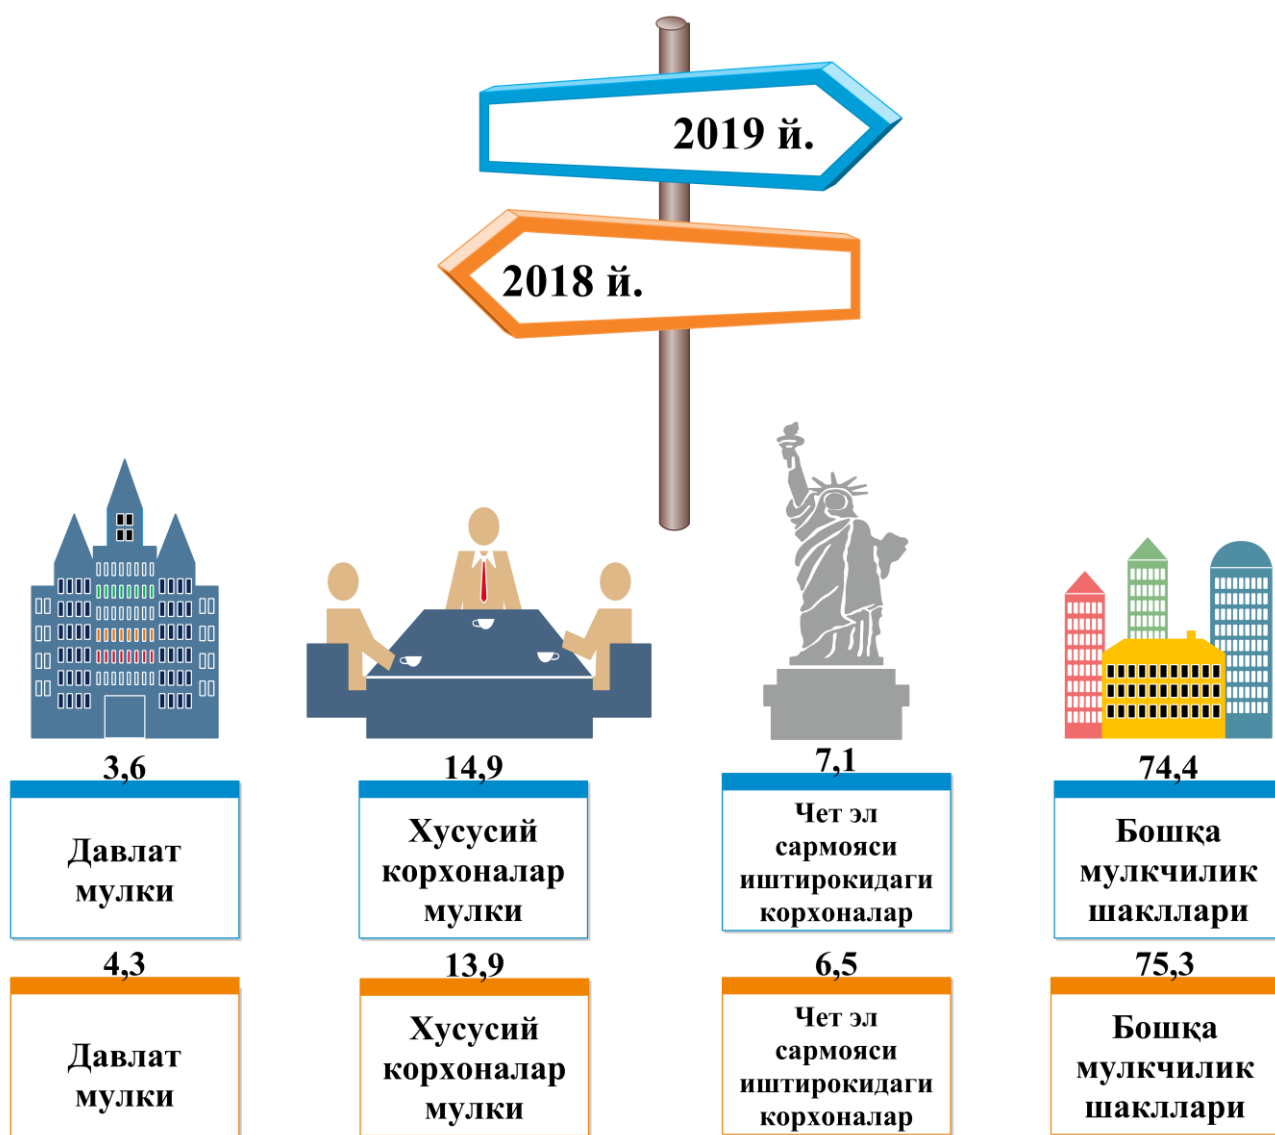 2019 й.
2018 й.
3,6
Давлат
мулки
14,9
Хусусий
корхоналар
мулки
7,1
Чет эл
сармояси
иштирокидаги
корхоналар
74,4
Бошқа
мулкчилик
шакллари
4,3
Давлат
мулки
13,9
Хусусий
корхоналар
мулки
6,5
Чет эл
сармояси
иштирокидаги
корхоналар
75,3
Бошқа
мулкчилик
шакллари